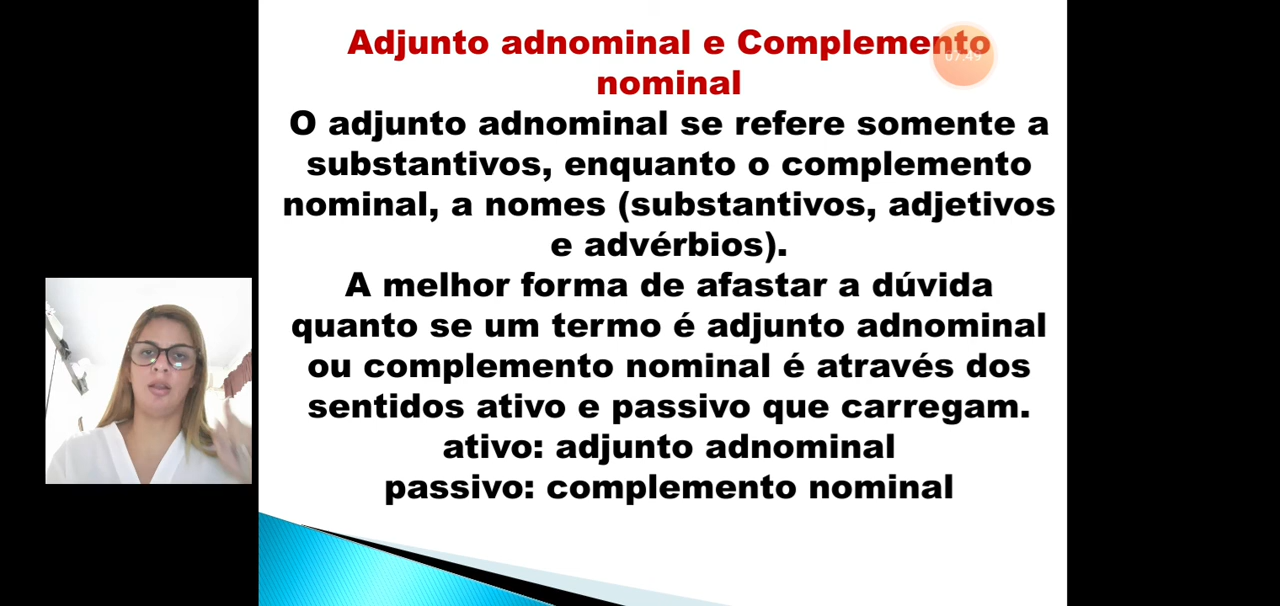 Adjunto adnominal e Complemento
nominal
07:49
O adjunto adnominal se refere somente a
substantivos, enquanto o complemento
nominal, a nomes (substantivos, adjetivos
e advérbios).
A melhor forma de afastar a dúvida
quanto se um termo é adjunto adnominal
ou complemento nominal é através dos
sentidos ativo e passivo que carregam.
ativo: adjunto adnominal
passivo: complemento nominal